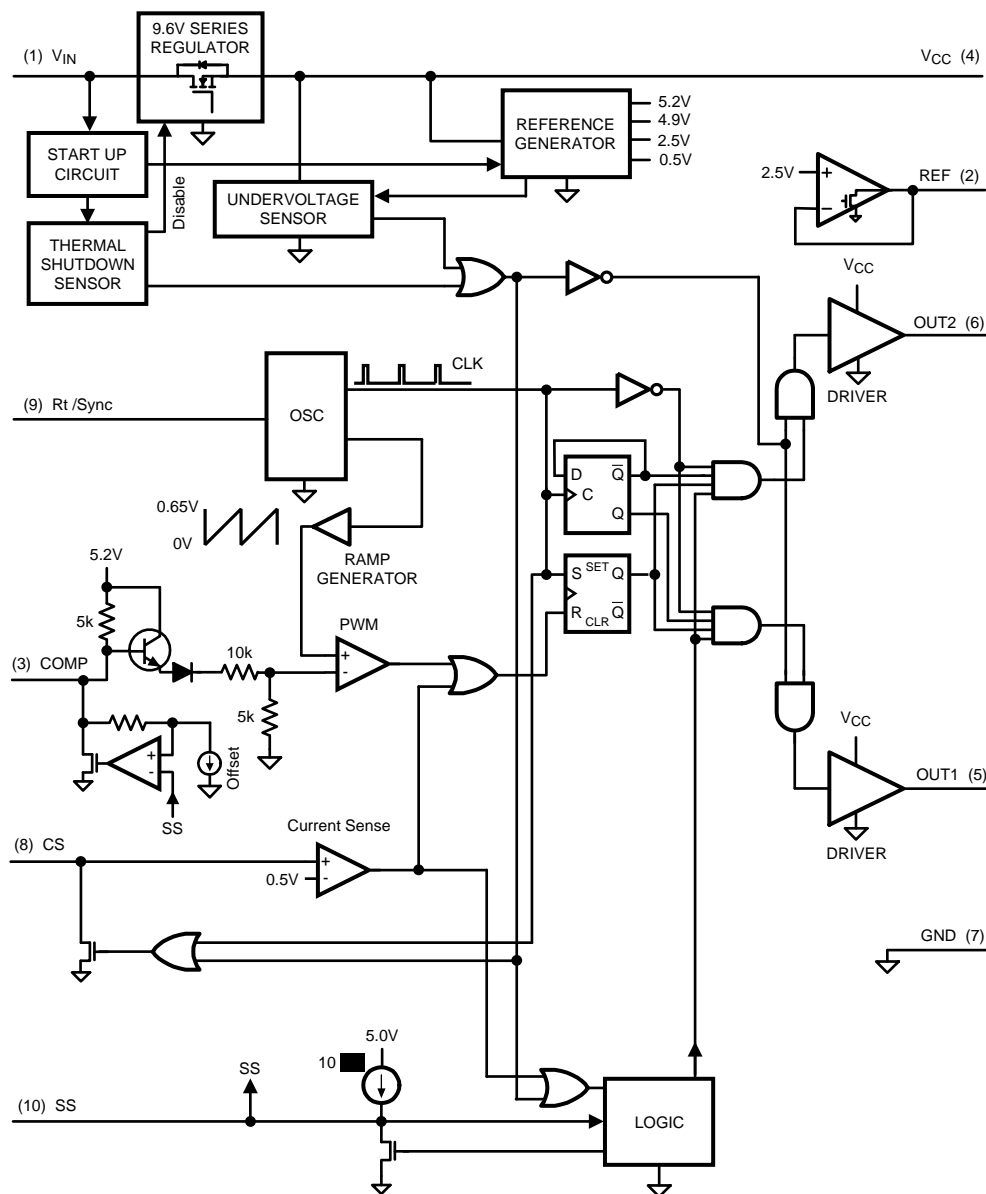 9.6V SERIES
REGULATOR
(1) VIN
VCC (4)
START UP
CIRCUIT
REFERENCE
GENERATOR
5.2V
4.9V
2.5V
0.5V
Disable
UNDERVOLTAGE
SENSOR
THERMAL
SHUTDOWN
SENSOR
2.5V
+
-
REF (2)
VCC
OUT2 (6)
DRIVER
CLK
OSC
(9) Rt /Sync
0.65V
0V
RAMP
GENERATOR
D
C
Q
Q
S
SET
Q
R
CLR
Q
5.2V
5k
(3) COMP
10k
5k
PWM
+
-
+
-
Offset
SS
VCC
OUT1 (5)
DRIVER
Current Sense
(8) CS
+
0.5V
-
GND (7)
5.0V
10
SS
(10) SS
LOGIC